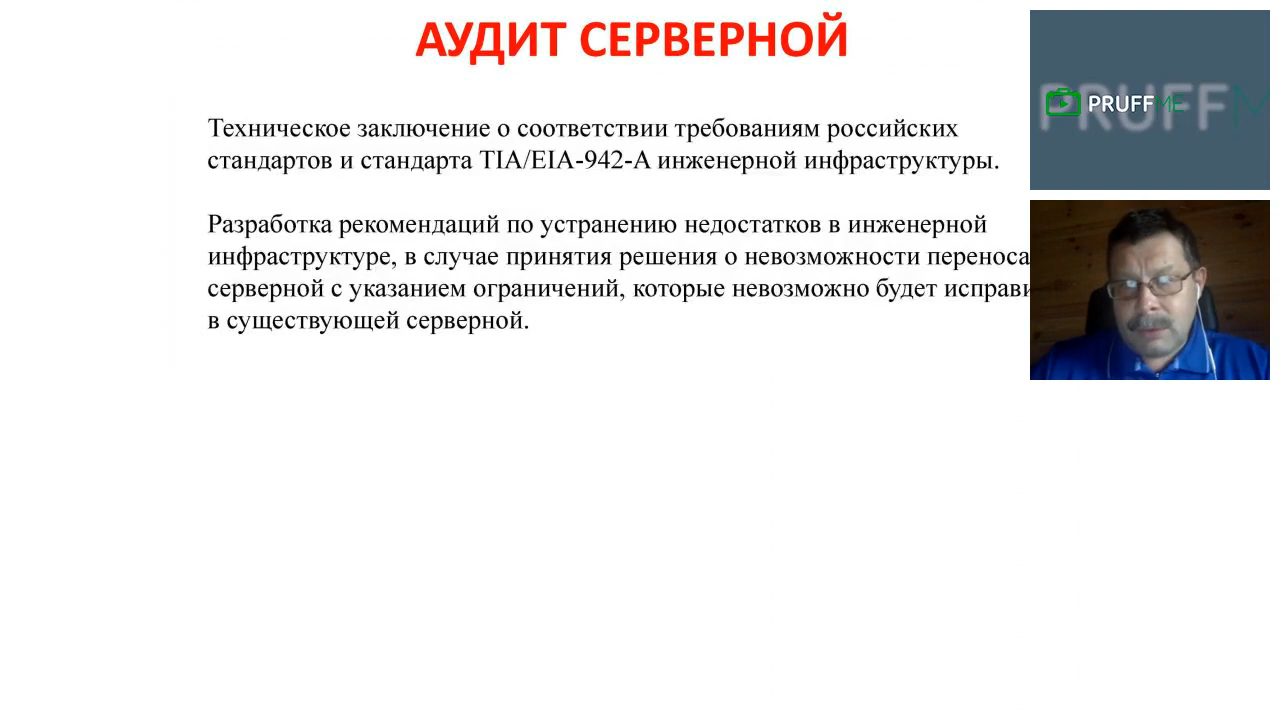 АУДИТ СЕРВЕРНОЙ
Техническое заключение о соответствии требованиям российских
стандартов и стандарта TIA/EIA-942-A инженерной инфраструктуры.
Разработка рекомендаций по устранению недостатков в инженерной
инфраструктуре, в случае принятия решения о невозможности переноса
серверной с указанием ограничений, которые невозможно будет
в существующей серверной.
PRUFFME